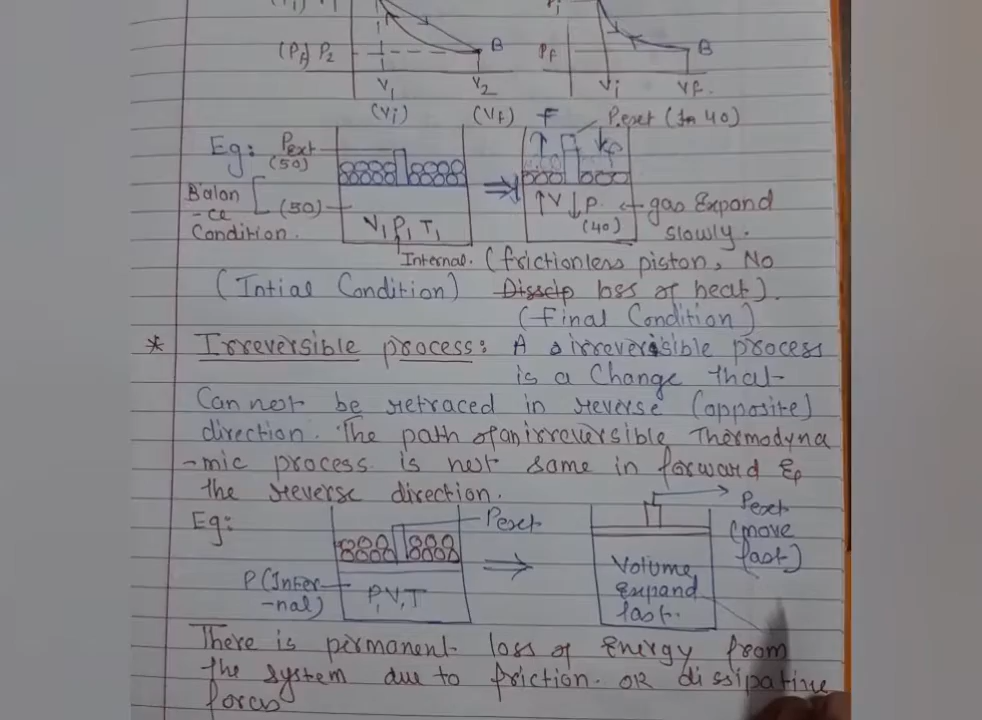 (Pf) P2 B Pf B
V1 V2 Vi Vf.
(Vi) (Vf) F Pext (In 40)
Eg: Pext
(50)
Balan
-ce
Condition. (50)
V1 P1 T1
↑V ↓P. ← gas Expand
(40) slowly.
Internal. (frictionless piston, No
(Intial Condition) Disscip loss of heat).
(Final Condition)
* Irreversible process: A irreversible process
is a Change that
Can not be retraced in reverse (opposite)
direction. The path of an irreversible Thermodyna
-mic process is not same in forward &
the reverse direction.
Eg: Pext Pext
(move
fast)
P(Inter
-nal) P,V,T
Volume
Expand
fast.
There is permanent loss of Energy from
the system due to friction. OR dissipative
forces